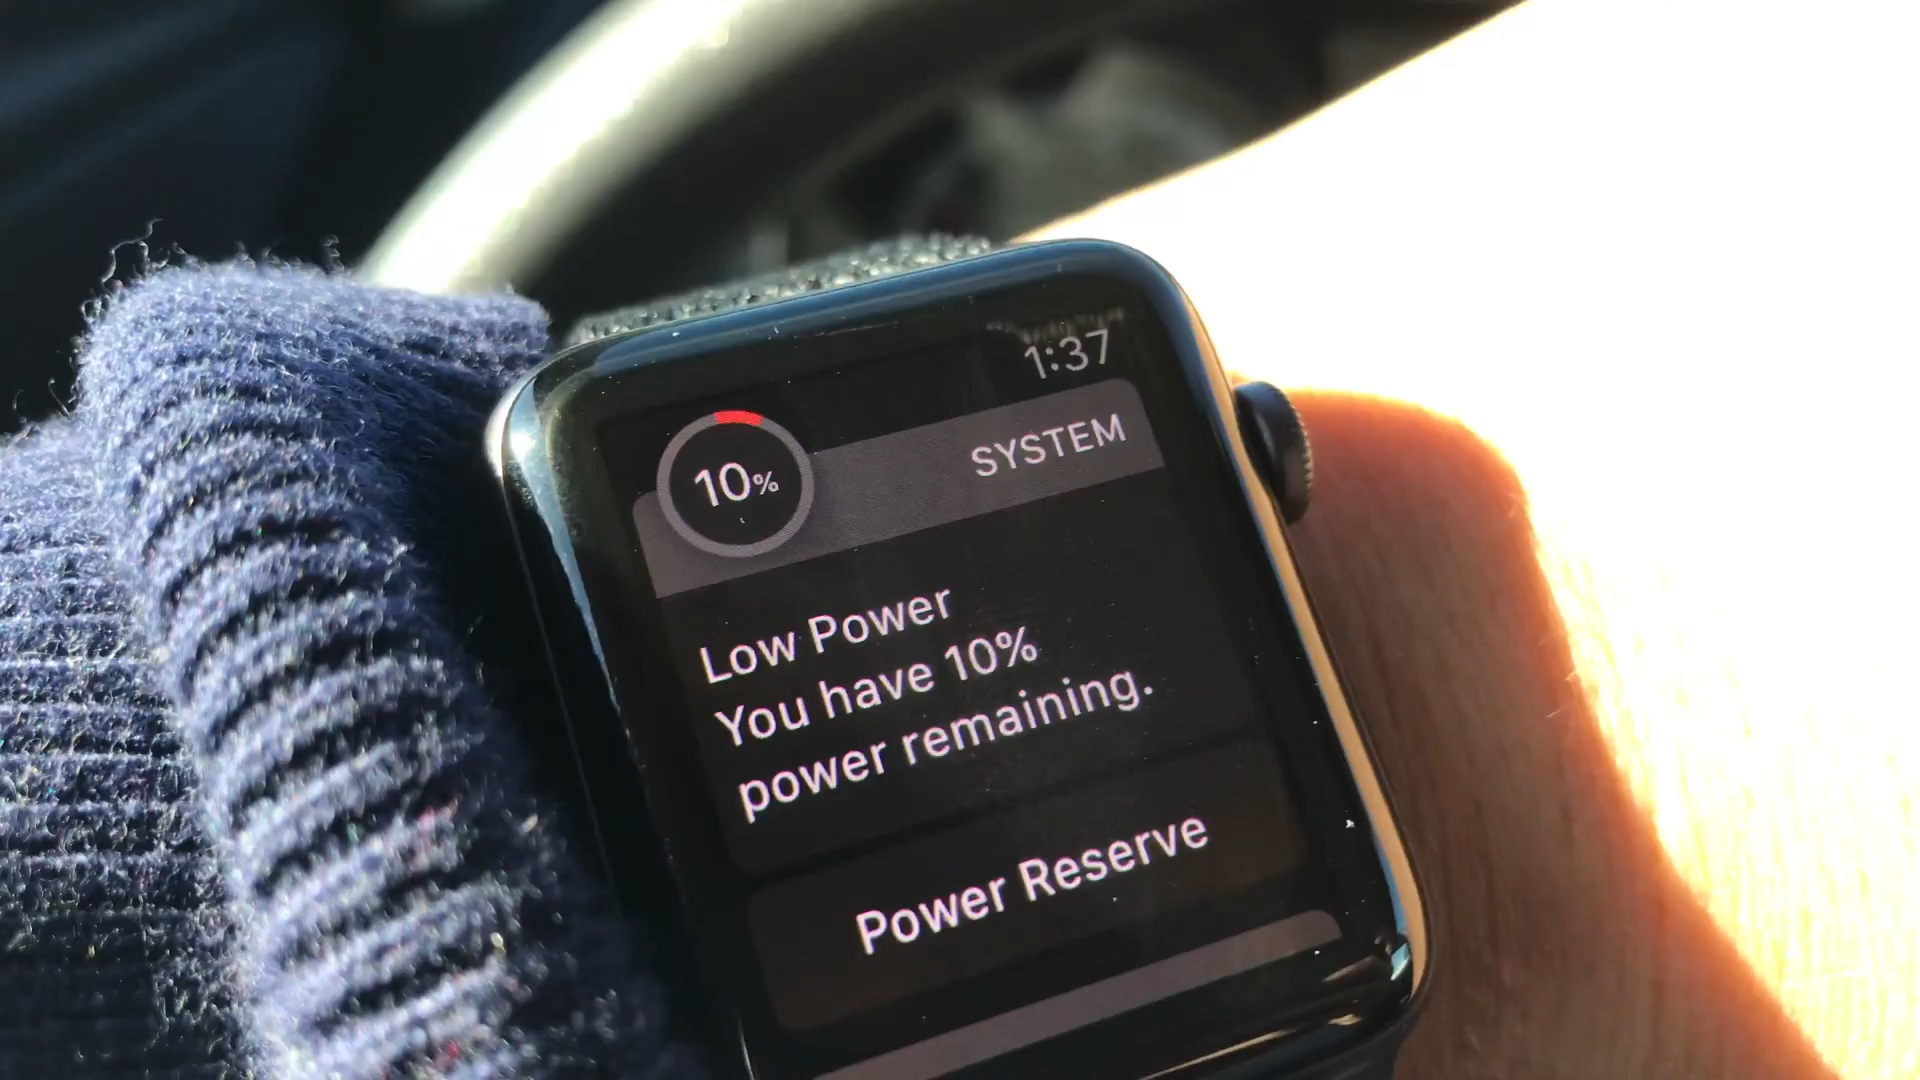 1:37
10%
SYSTEM
Low Power
You have 10%
power remaining.
Power Reserve